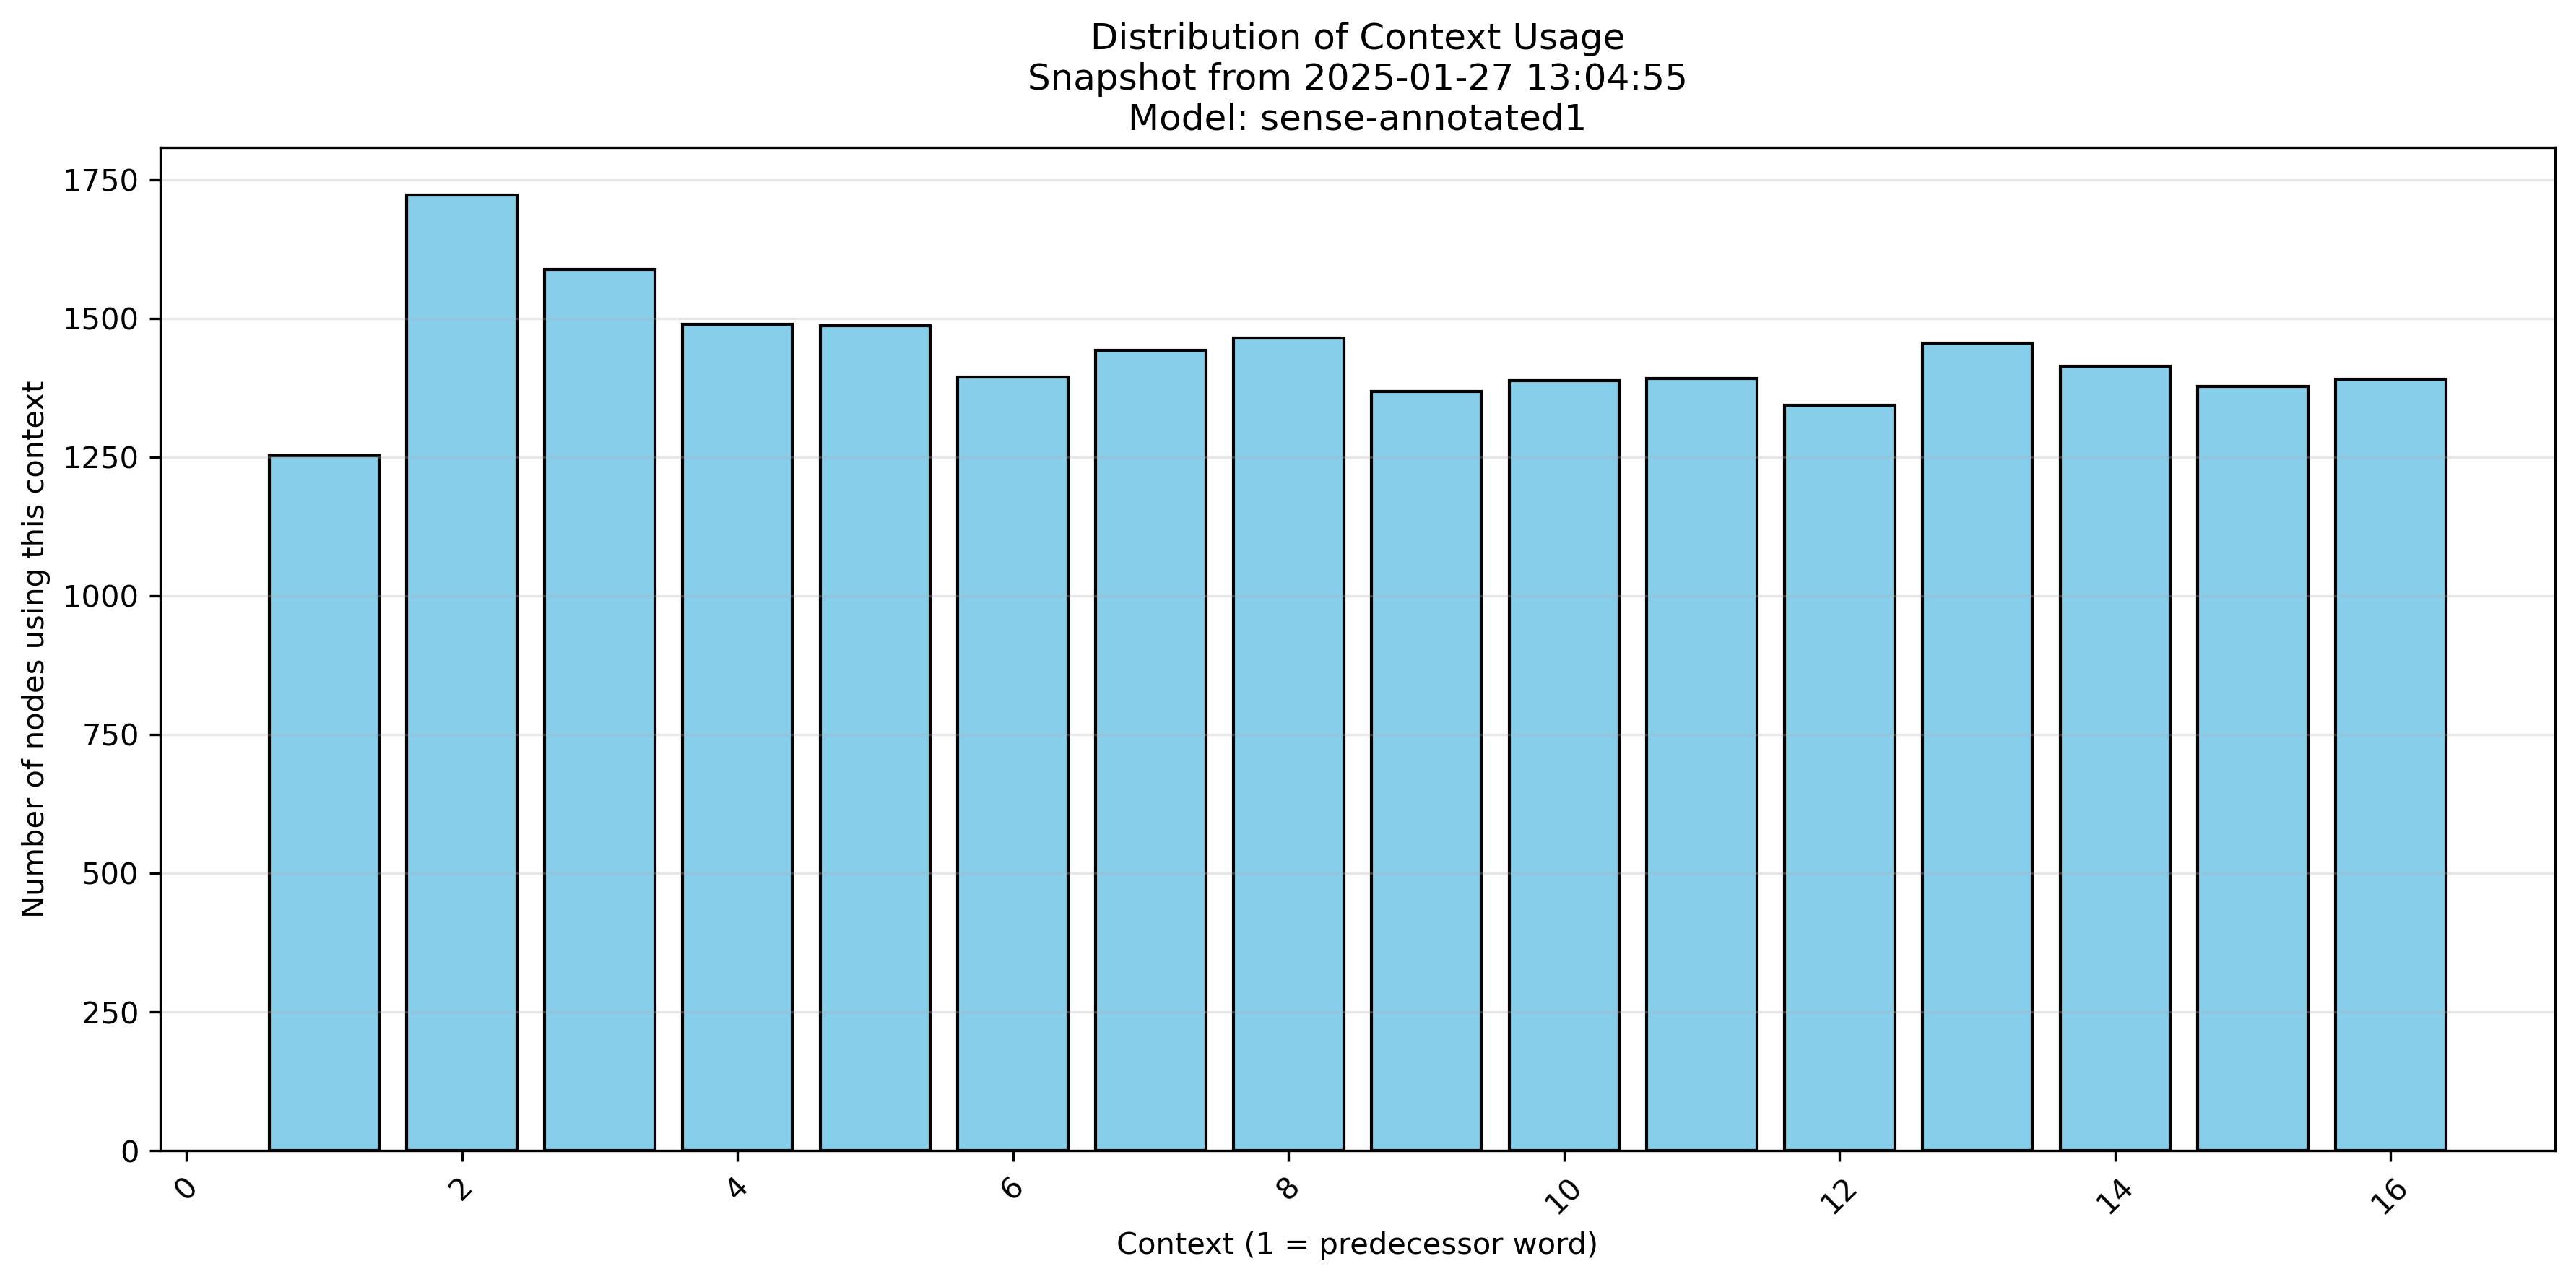 Distribution of Context Usage
Snapshot from 2025-01-27 13:04:55
Model: sense-annotated1
Number of nodes using this context
1750
1500
1250
1000
750
500
250
0
0 2 4 6 8 10 12 14 16
Context (1 = predecessor word)